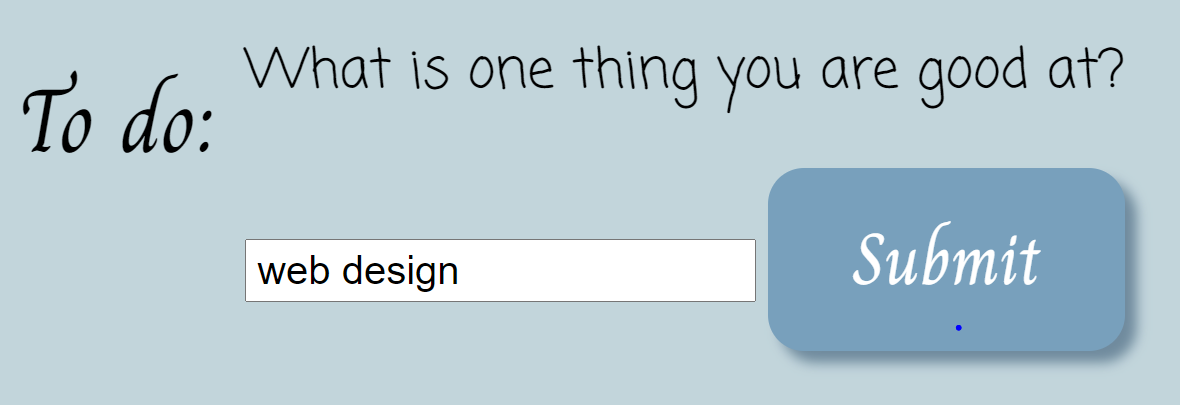 What is one thing you are good at?
To do:
web design
Submit